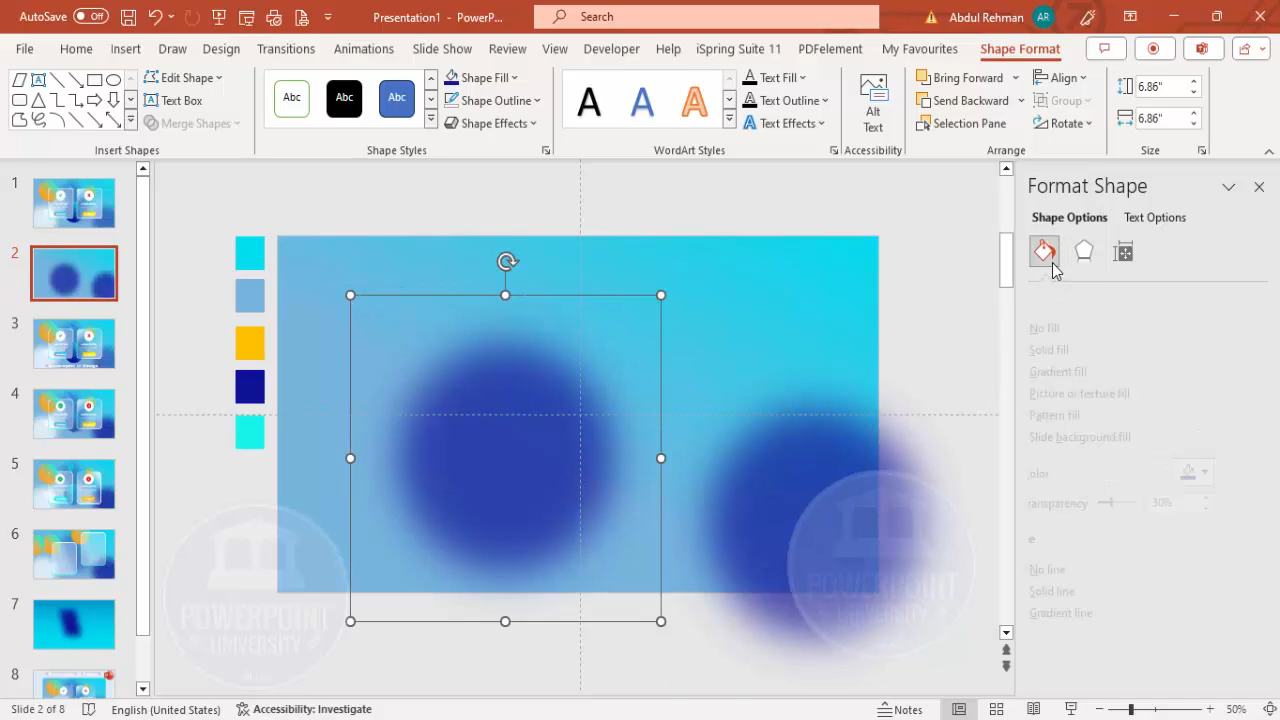 AutoSave Off
Presentation1 - PowerP...
Search
Abdul Rehman AR
File Home Insert Draw Design Transitions Animations Slide Show Review View Developer Help iSpring Suite 11 PDFelement My Favourites Shape Format
Edit Shape
Text Box
Merge Shapes
Insert Shapes
Abc Abc Abc
Shape Fill
Shape Outline
Shape Effects
Shape Styles
A A A
Text Fill
Text Outline
Text Effects
WordArt Styles
Alt
Text
Accessibility
Bring Forward
Send Backward
Selection Pane
Align
Group
Rotate
Arrange
6.86"
6.86"
Size
1
2
3
4
5
6
7
8
POWERPOINT
UNIVERSITY
POWERPOINT
UNIVERSITY
Format Shape
Shape Options Text Options
No fill
Solid fill
Gradient fill
Picture or texture fill
Pattern fill
Slide background fill
olor
ransparency 30%
e
No line
Solid line
Gradient line
Slide 2 of 8 English (United States) Accessibility: Investigate Notes 50%